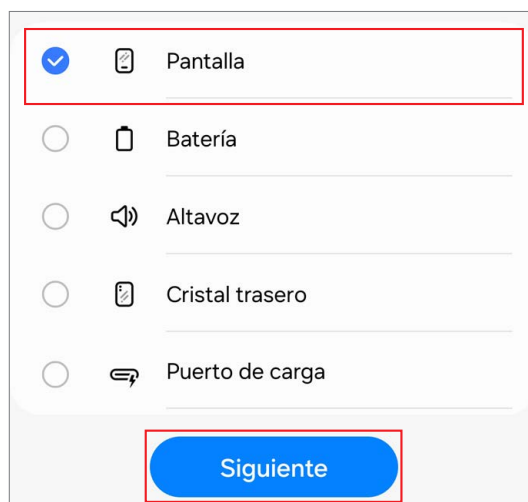 Pantalla
Batería
Altavoz
Cristal trasero
Puerto de carga
Siguiente